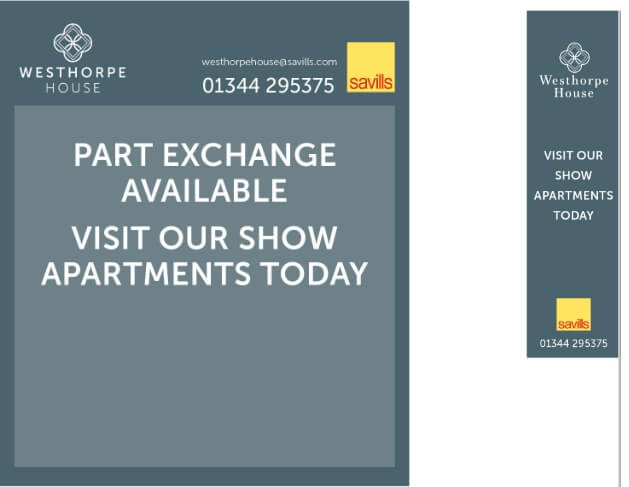 WESTHORPE
HOUSE
westhorpehouse@savills.com
01344 295375
savills
PART EXCHANGE
AVAILABLE
VISIT OUR SHOW
APARTMENTS TODAY
Westhorpe
House
VISIT OUR
SHOW
APARTMENTS
TODAY
savills
01344 295375